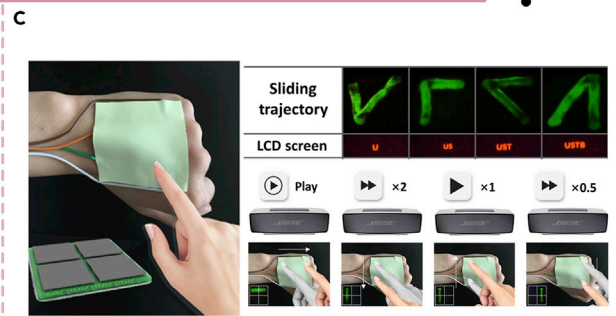 C
Sliding
trajectory
LCD screen
U
US
UST
USTB
Play
×2
×1
×0.5
BOSE
BOSE
BOSE
BOSE